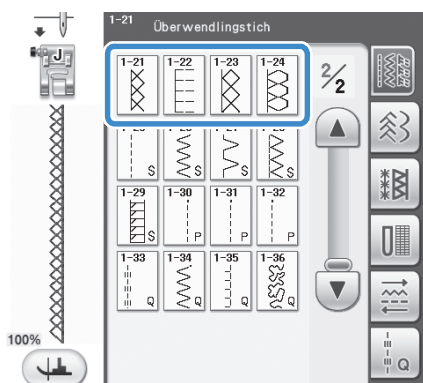 1-21 Überwendlingstich
J
1-21 1-22 1-23 1-24
2/2
S S S S
1-29 1-30 1-31 1-32
S P P P
1-33 1-34 1-35 1-36
Q Q Q Q
100%
Q